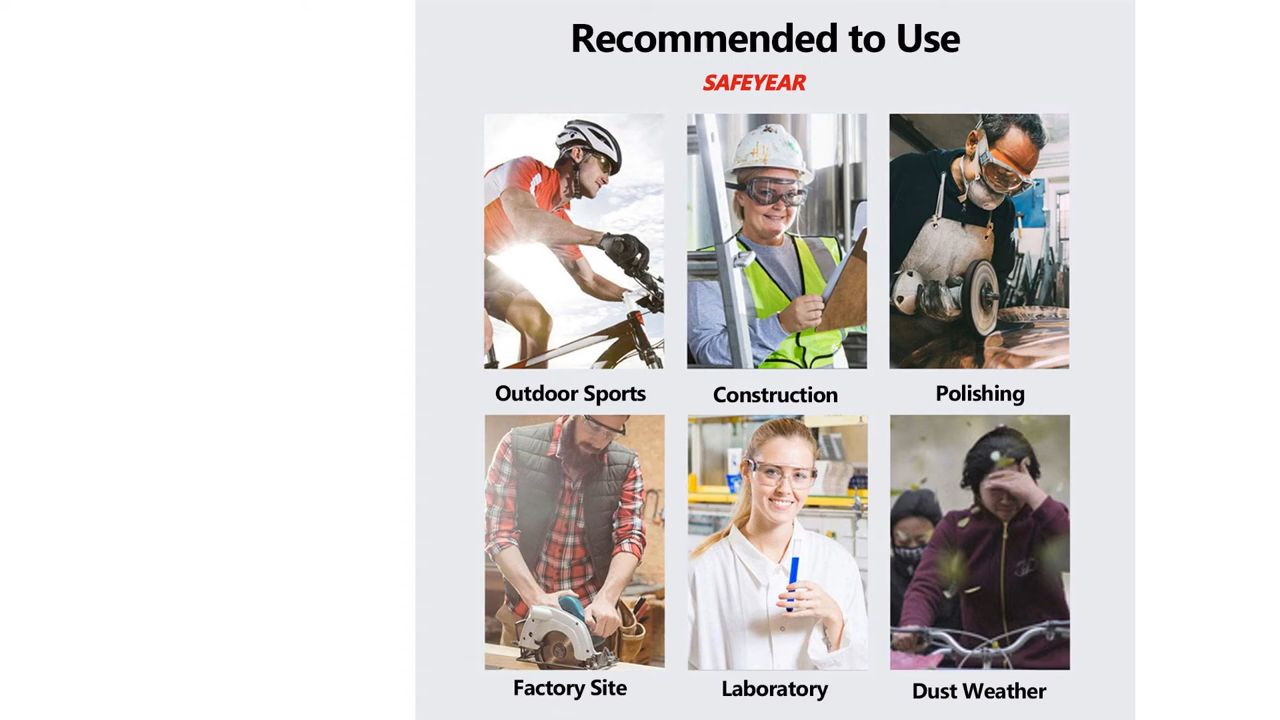 Recommended to Use
SAFEYEAR
Outdoor Sports
Construction
Polishing
Factory Site
Laboratory
Dust Weather